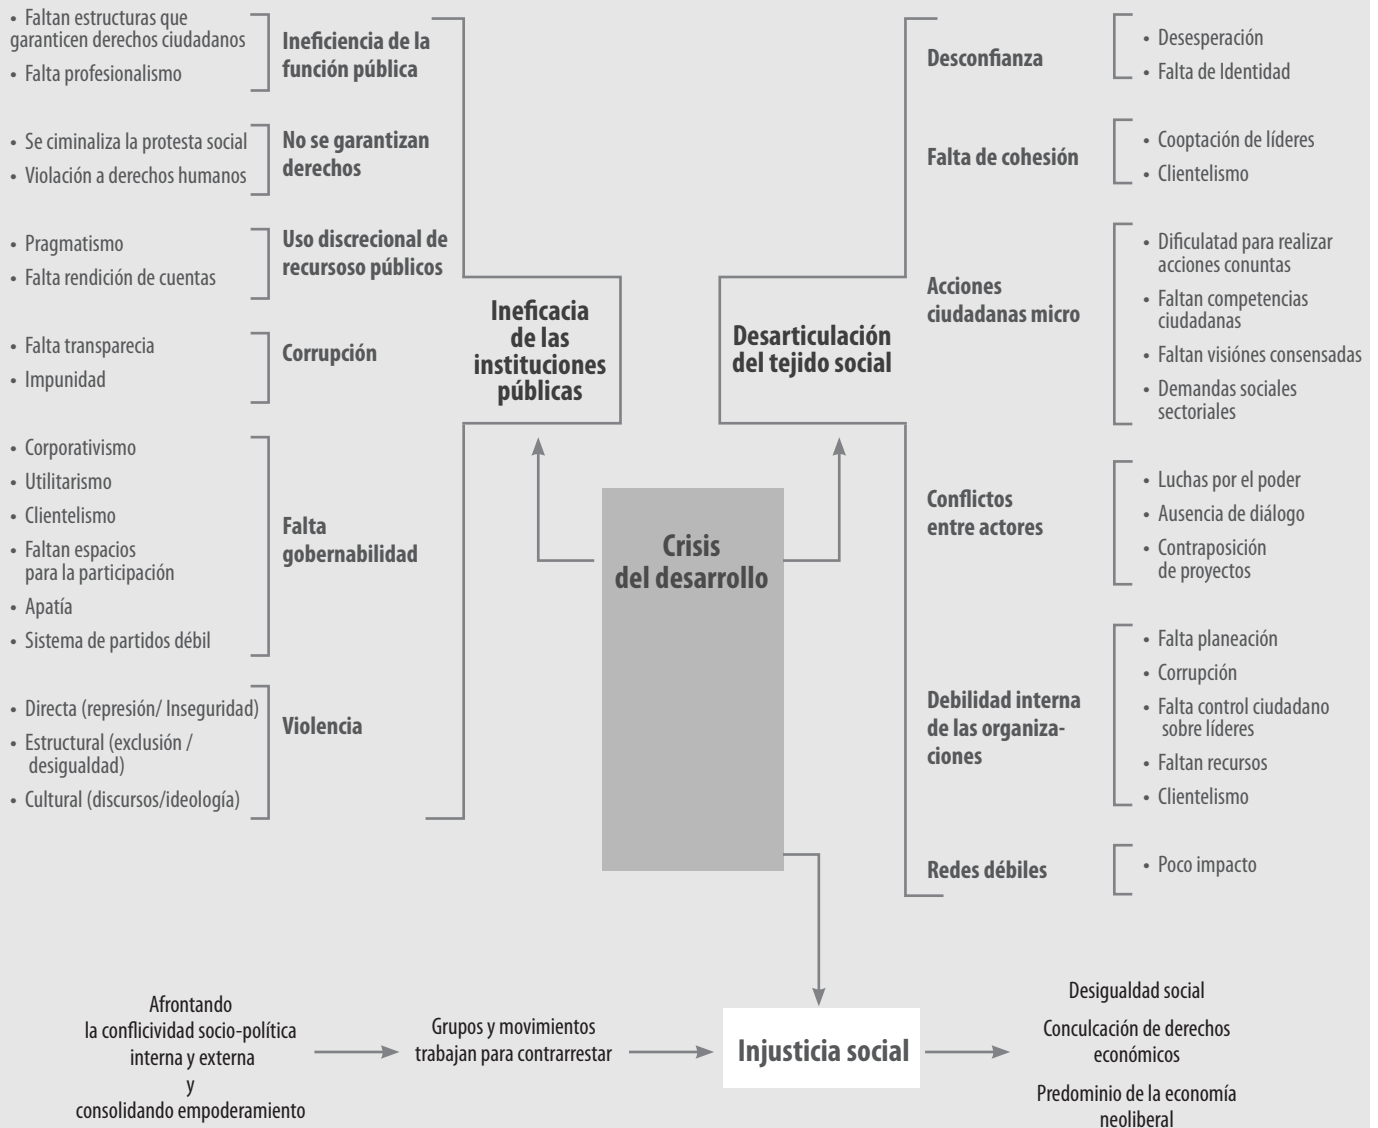 • Faltan estructuras que
garanticen derechos ciudadanos
• Falta profesionalismo
Ineficiencia de la
función pública
• Se ciminaliza la protesta social
• Violación a derechos humanos
No se garantizan
derechos
• Pragmatismo
• Falta rendición de cuentas
Uso discrecional de
recursoso públicos
• Falta transparecia
• Impunidad
Corrupción
• Corporativismo
• Utilitarismo
• Clientelismo
• Faltan espacios
para la participación
• Apatía
• Sistema de partidos débil
Falta
gobernabilidad
• Directa (represión/ Inseguridad)
• Estructural (exclusión /
desigualdad)
• Cultural (discursos/ideología)
Violencia
Ineficacia
de las
instituciones
públicas
Crisis
del desarrollo
Desarticulación
del tejido social
Desconfianza
• Desesperación
• Falta de Identidad
Falta de cohesión
• Cooptación de líderes
• Clientelismo
Acciones
ciudadanas micro
• Dificulatad para realizar
acciones conuntas
• Faltan competencias
ciudadanas
• Faltan visiónes consensadas
• Demandas sociales
sectoriales
Conflictos
entre actores
• Luchas por el poder
• Ausencia de diálogo
• Contraposición
de proyectos
Debilidad interna
de las organiza-
ciones
• Falta planeación
• Corrupción
• Falta control ciudadano
sobre líderes
• Faltan recursos
• Clientelismo
Redes débiles
• Poco impacto
Afrontando
la conflicividad socio-política
interna y externa
y
consolidando empoderamiento
Grupos y movimientos
trabajan para contrarrestar
Injusticia social
Desigualdad social
Conculcación de derechos
económicos
Predominio de la economía
neoliberal